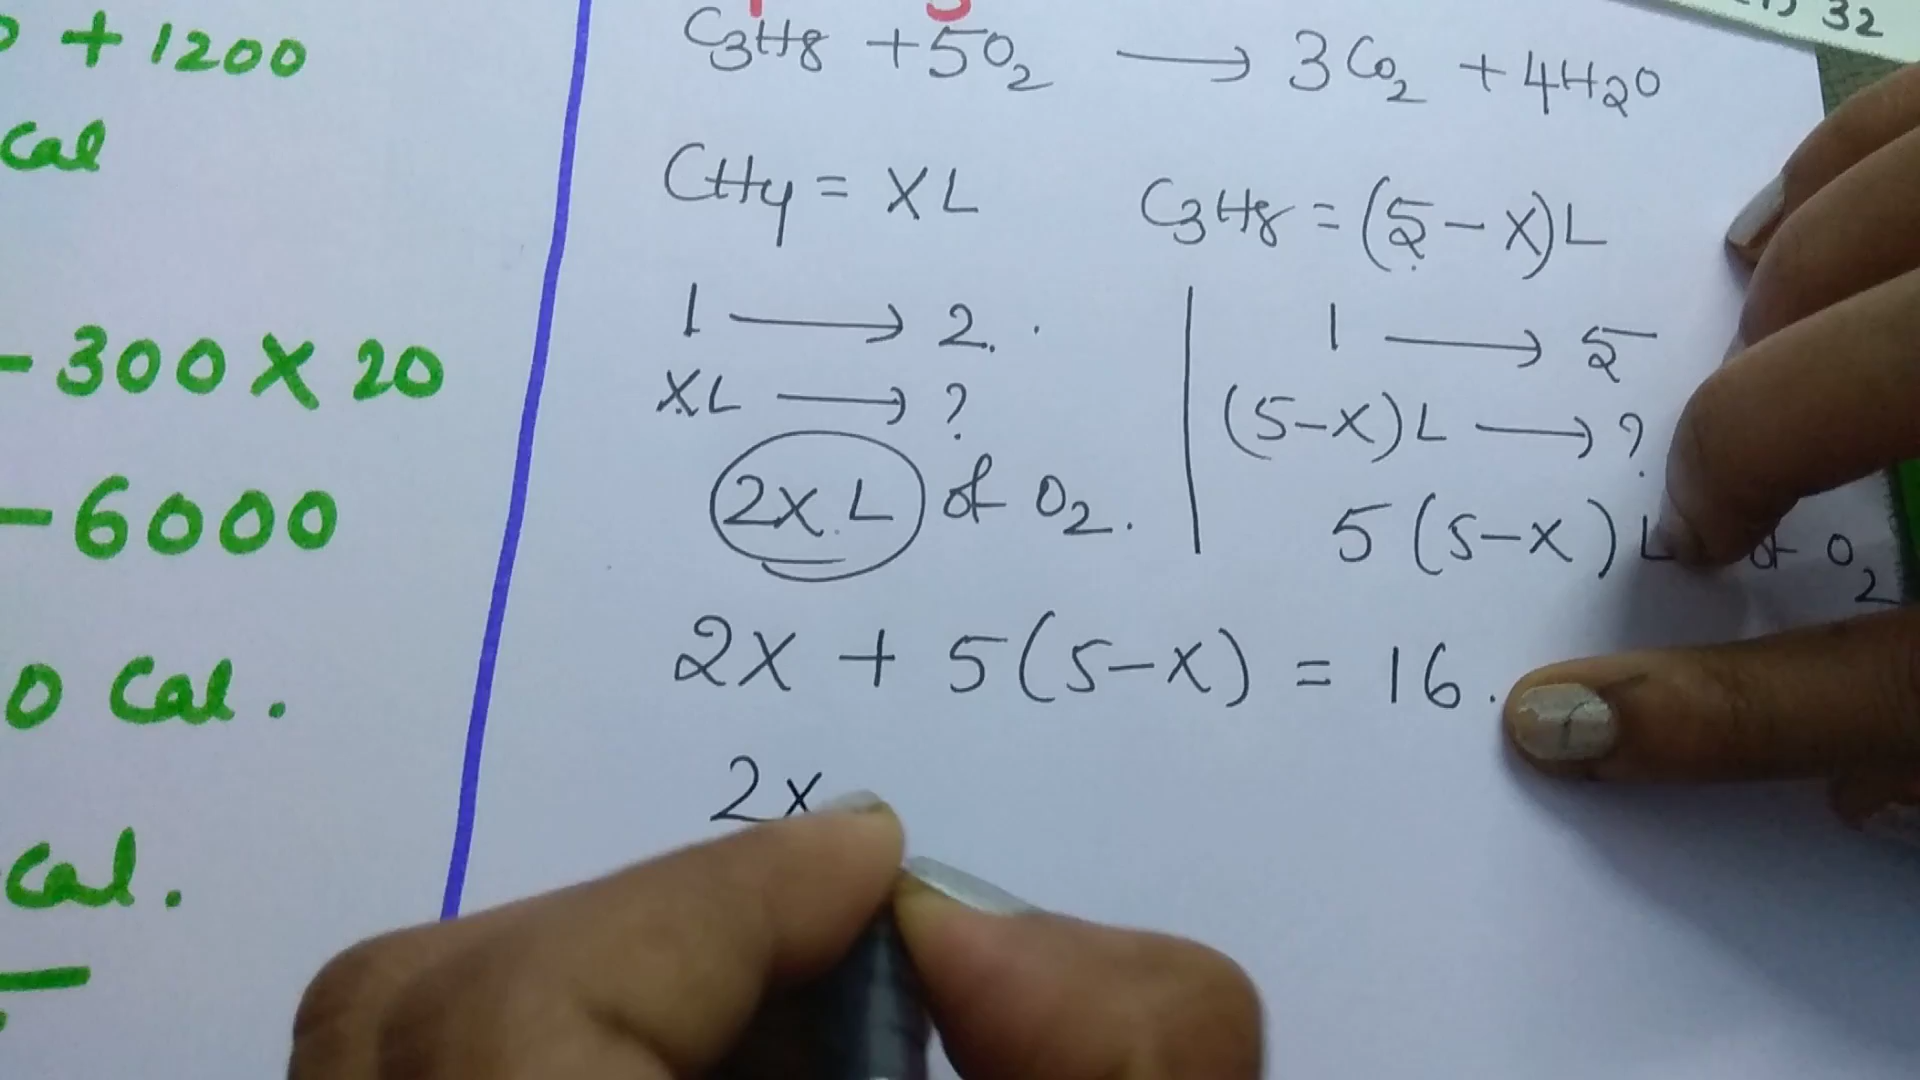 + 1200
Cal
- 300 X 20
- 6000
0 Cal.
Cal.
32
C3H8 + 5O2 → 3CO2 + 4H2O
CH4 = XL
C3H8 = (5-X)L
1 → 2.
XL → ?
2X.L of O2.
1 → 5
(5-X)L → ?
5(5-X)L of O2
2X + 5(5-X) = 16.
2X